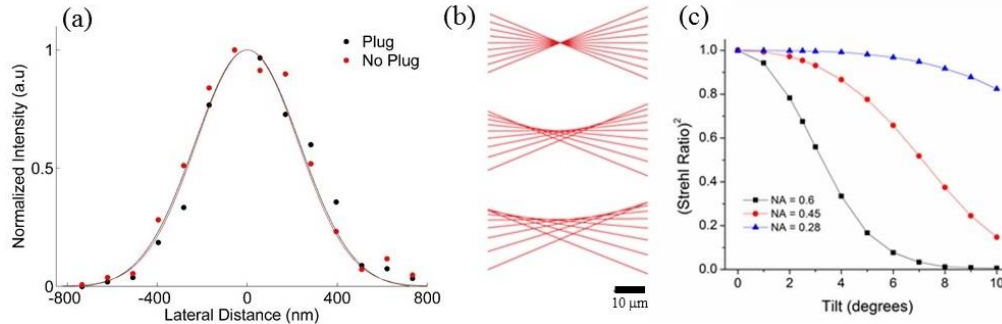 (a)
Normalized Intensity (a.u)
1
0.5
0
-800
-400
0
400
800
Lateral Distance (nm)
Plug
No Plug
(b)
10 μm
(c)
(Strehl Ratio)²
1.0
0.8
0.6
0.4
0.2
0.0
NA = 0.6
NA = 0.45
NA = 0.28
0
2
4
6
8
10
Tilt (degrees)